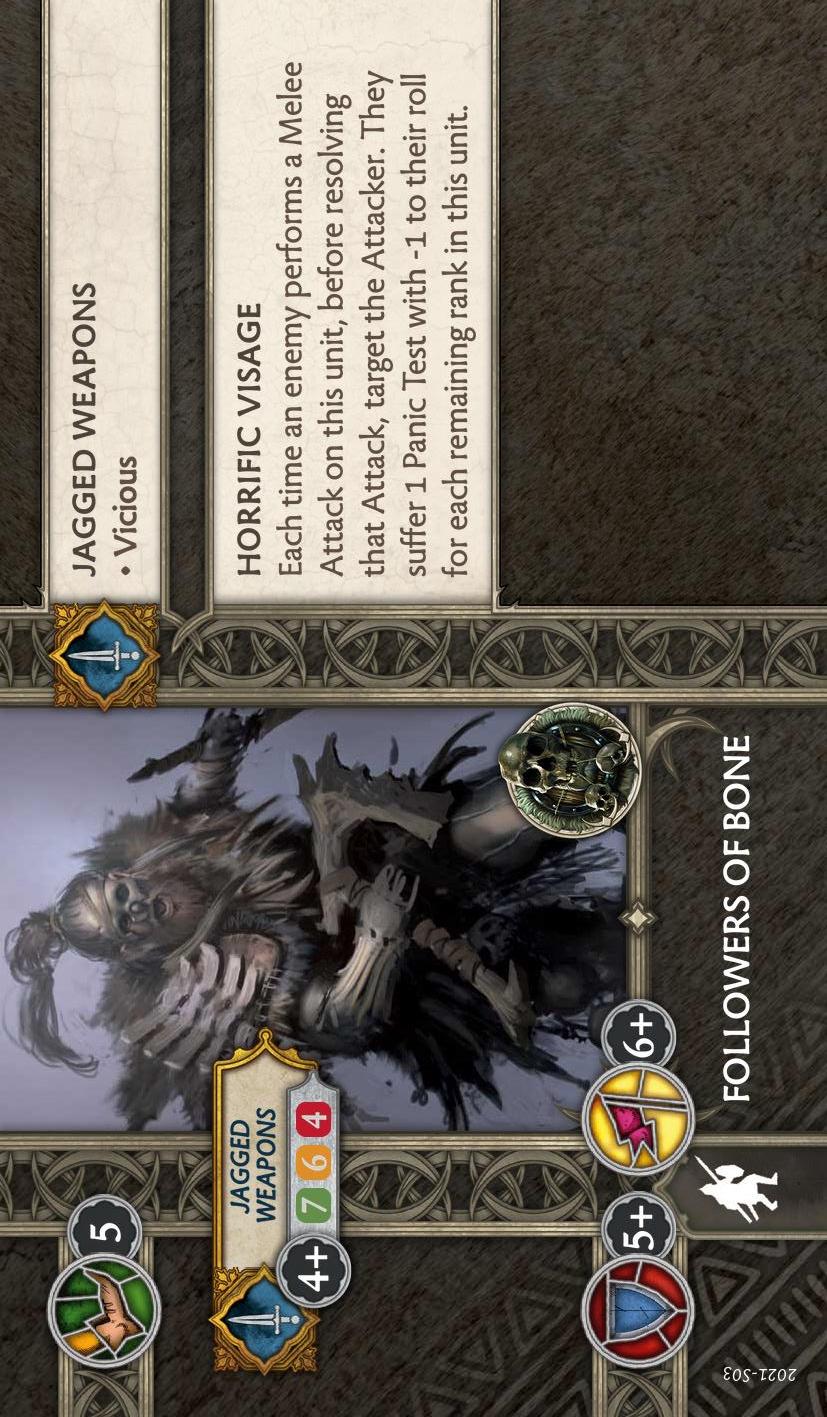 5
JAGGED
WEAPONS
4+
7 6 4
5+
6+
FOLLOWERS OF BONE
2021-S03
JAGGED WEAPONS
• Vicious
HORRIFIC VISAGE
Each time an enemy performs a Melee
Attack on this unit, before resolving
that Attack, target the Attacker. They
suffer 1 Panic Test with -1 to their roll
for each remaining rank in this unit.